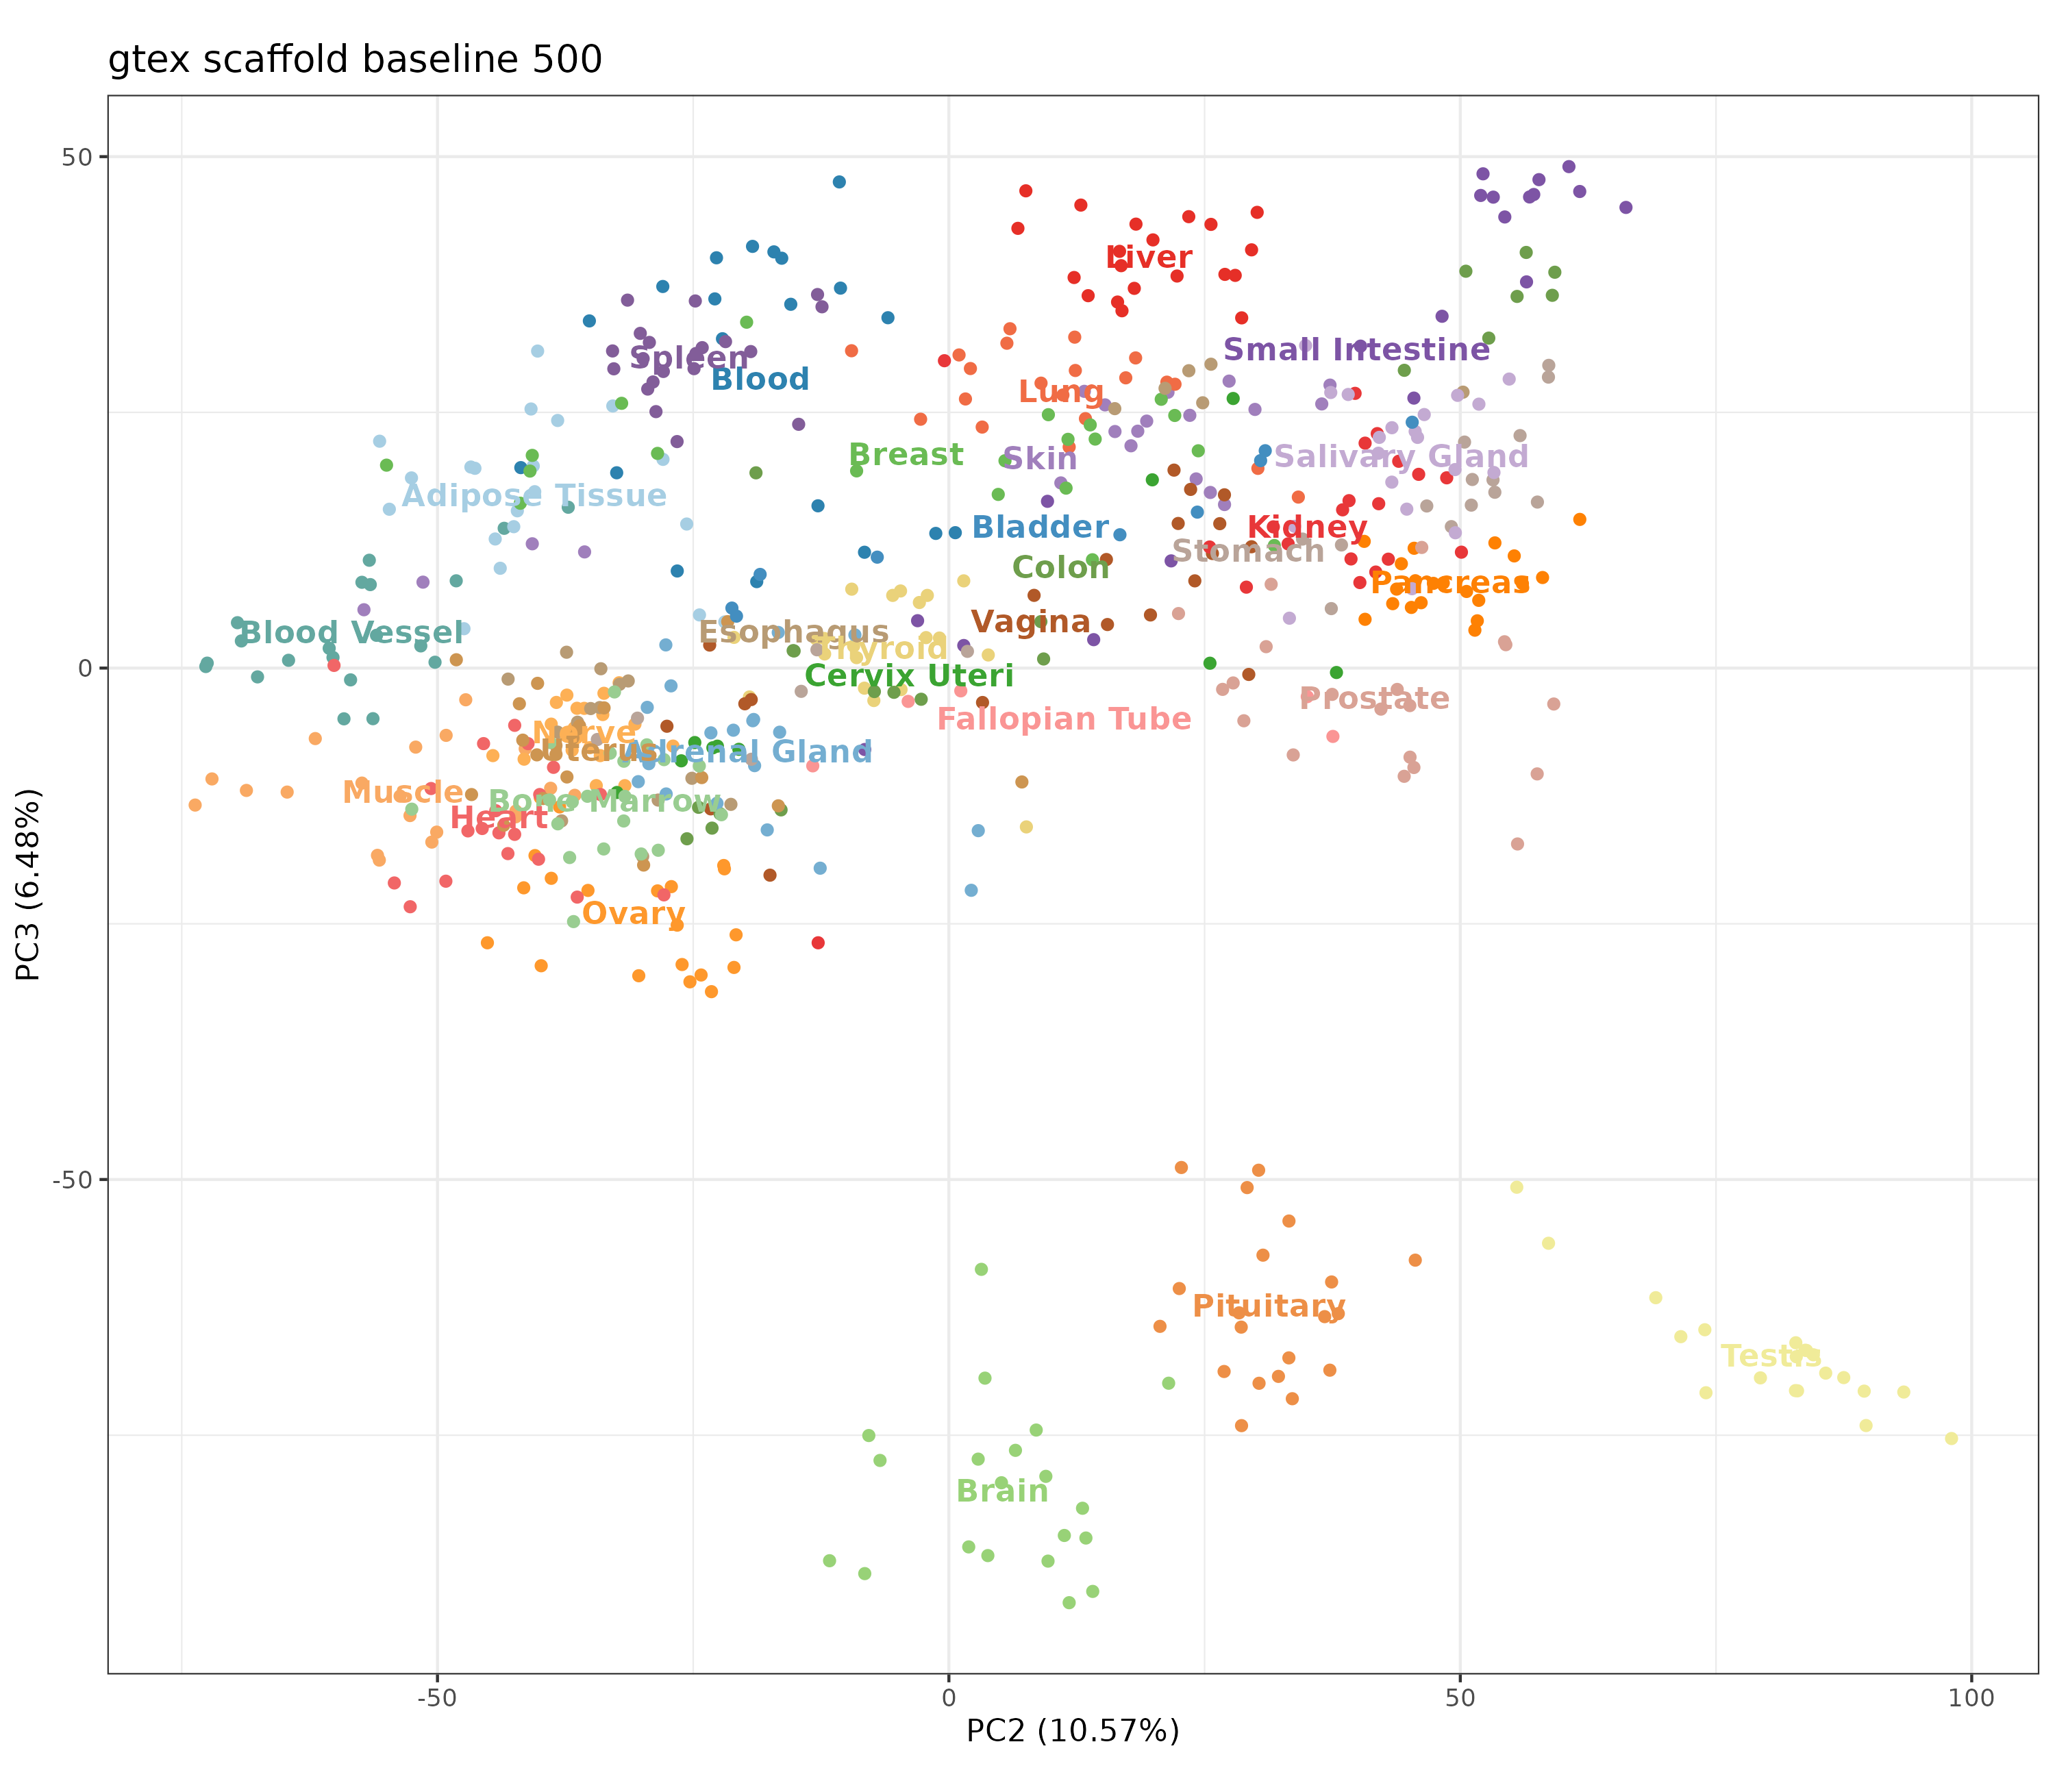 gtex scaffold baseline 500
50
Liver
Small Intestine
Spleen
Blood
Lung
Breast
Skin
Salivary Gland
Adipose Tissue
Bladder
Kidney
Stomach
Colon
Pancreas
Vagina
Blood Vessel
Esophagus
Thyroid
0
Cervix Uteri
Prostate
Fallopian Tube
Nerve
Uterus
Adrenal Gland
Muscle
Bone Marrow
Heart
PC3 (6.48%)
Ovary
-50
Pituitary
Testis
Brain
-50
0
50
100
PC2 (10.57%)